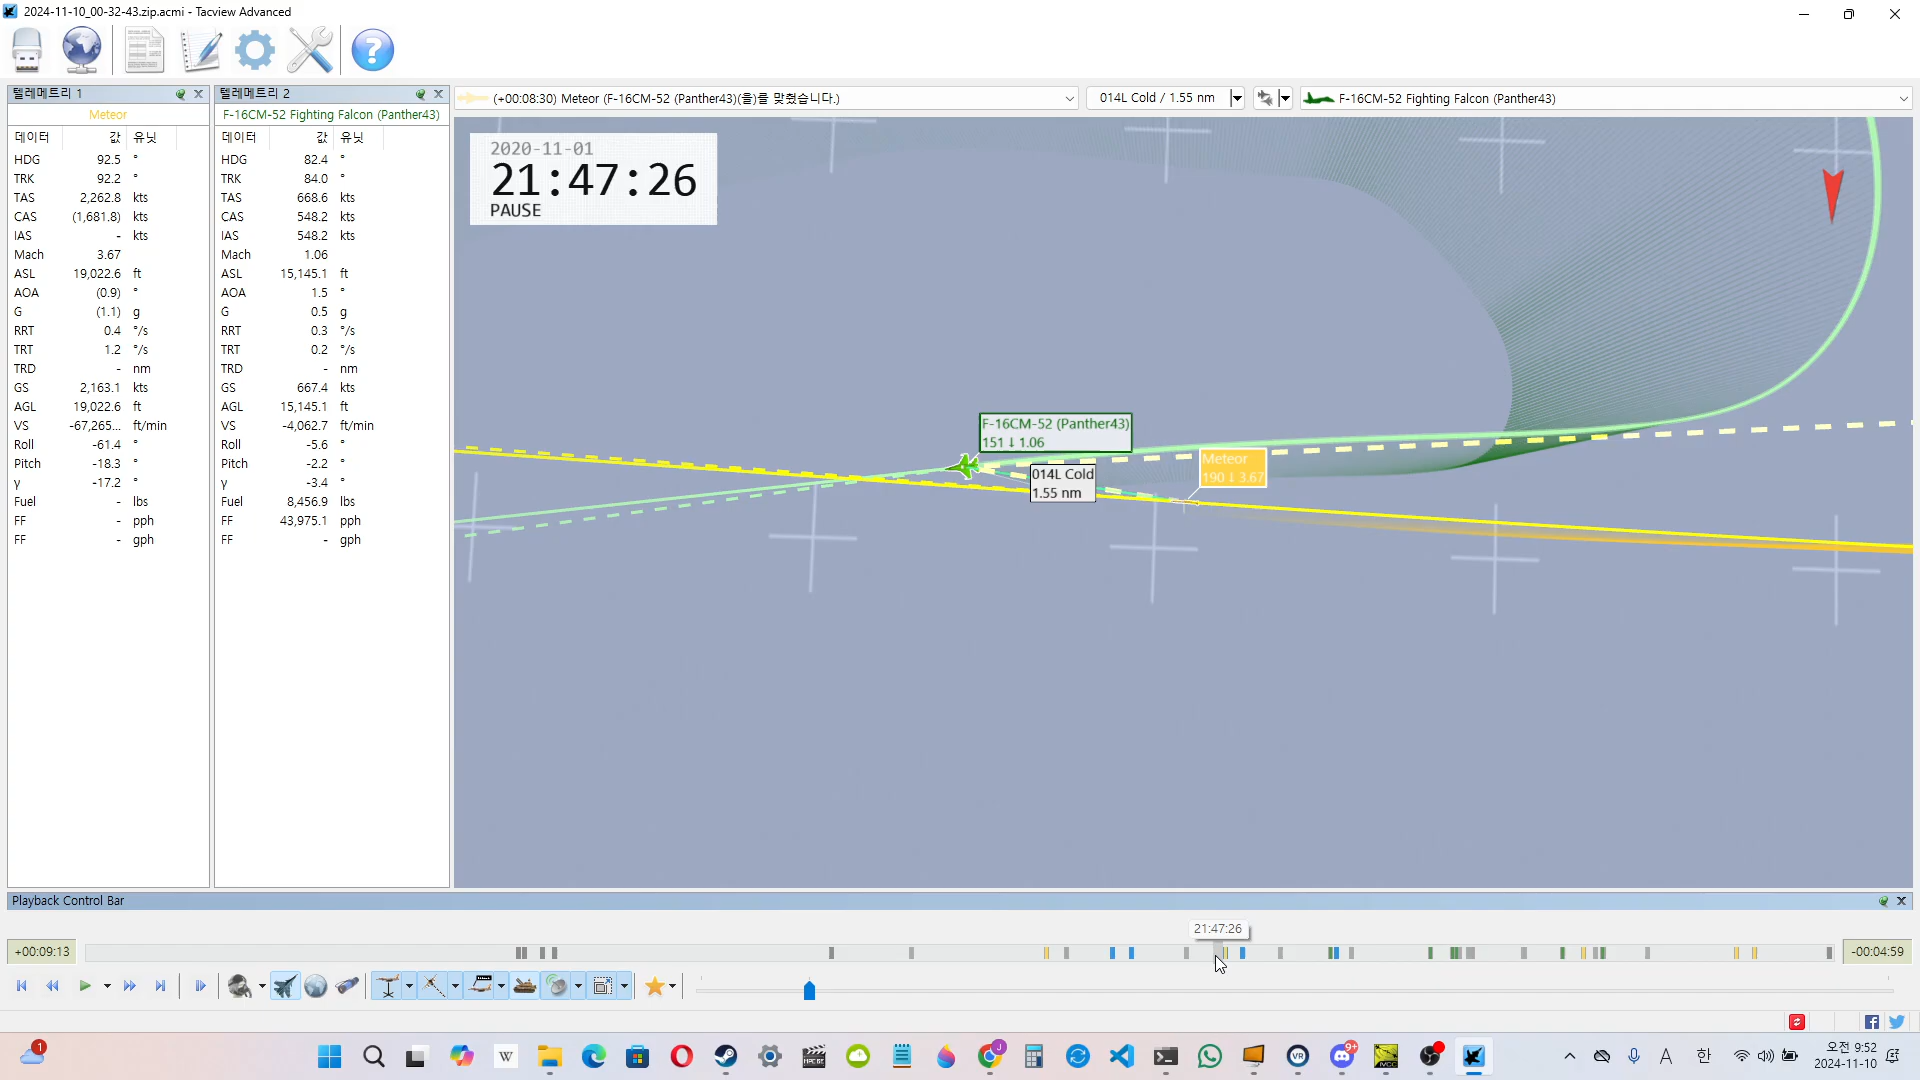 2024-11-10_00-32-43.zip.acmi - Tacview Advanced
텔레메트리 1
텔레메트리 2
(+00:08:30) Meteor (F-16CM-52 (Panther43)(을)를 맞췄습니다.)
014L Cold / 1.55 nm
F-16CM-52 Fighting Falcon (Panther43)
Meteor
데이터 값 유닛
HDG 92.5 °
TRK 92.2 °
TAS 2,262.8 kts
CAS (1,681.8) kts
IAS - kts
Mach 3.67
ASL 19,022.6 ft
AOA (0.9) °
G (1.1) g
RRT 0.4 °/s
TRT 1.2 °/s
TRD - nm
GS 2,163.1 kts
AGL 19,022.6 ft
VS -67,265... ft/min
Roll -61.4 °
Pitch -18.3 °
γ -17.2 °
Fuel - lbs
FF - pph
FF - gph
F-16CM-52 Fighting Falcon (Panther43)
데이터 값 유닛
HDG 82.4 °
TRK 84.0 °
TAS 668.6 kts
CAS 548.2 kts
IAS 548.2 kts
Mach 1.06
ASL 15,145.1 ft
AOA 1.5 °
G 0.5 g
RRT 0.3 °/s
TRT 0.2 °/s
TRD - nm
GS 667.4 kts
AGL 15,145.1 ft
VS -4,062.7 ft/min
Roll -5.6 °
Pitch -2.2 °
γ -3.4 °
Fuel 8,456.9 lbs
FF 43,975.1 pph
FF - gph
2020-11-01
21:47:26
PAUSE
F-16CM-52 (Panther43)
151 ↓ 1.06
014L Cold
1.55 nm
Meteor
190 ↓ 3.67
Playback Control Bar
21:47:26
+00:09:13
-00:04:59
1
W
J
VR
9+
A
한
오전 9:52
2024-11-10